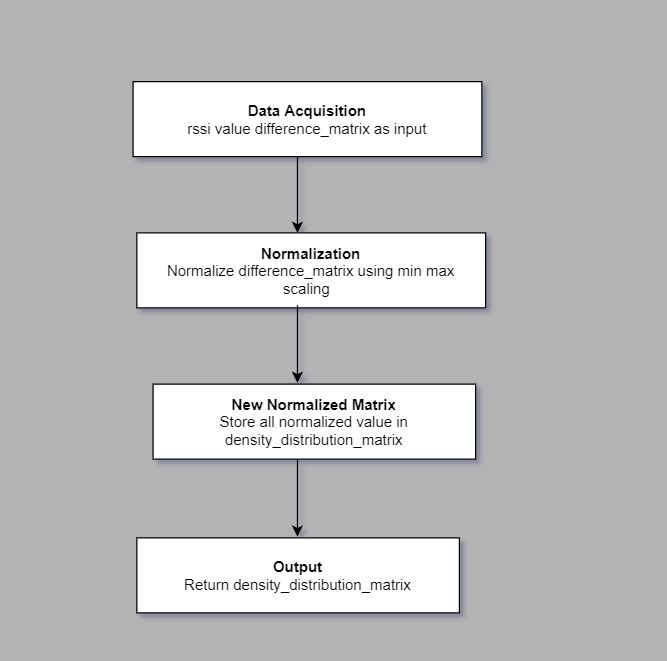 Data Acquisition
rssi value difference_matrix as input
Normalization
Normalize difference_matrix using min max
scaling
New Normalized Matrix
Store all normalized value in
density_distribution_matrix
Output
Return density_distribution_matrix